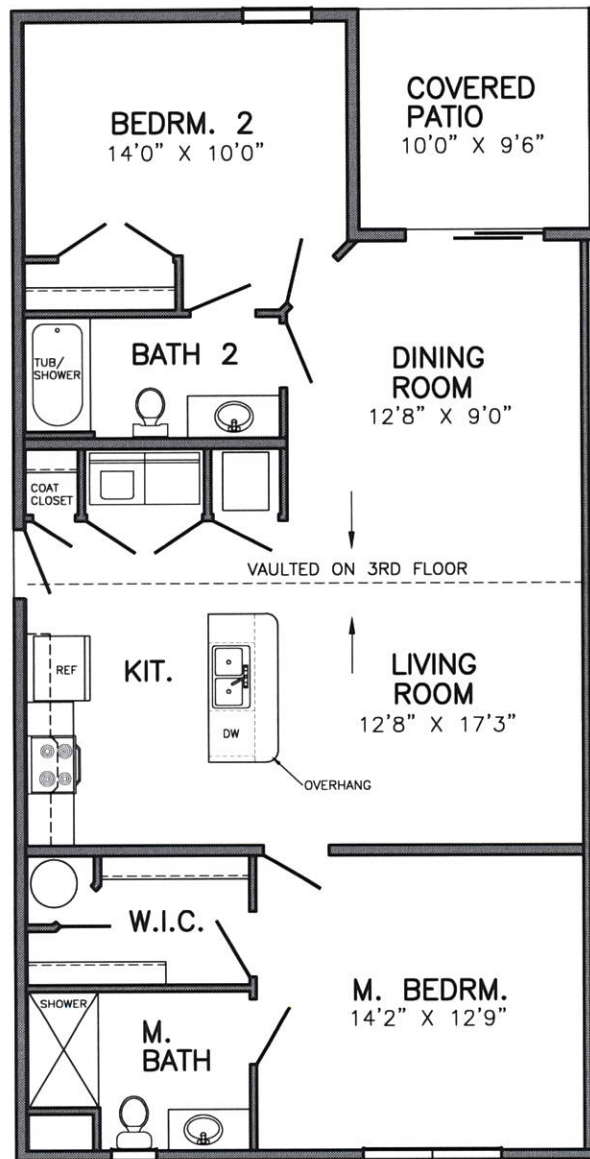 BEDRM. 2
14'0" X 10'0"
COVERED
PATIO
10'0" X 9'6"
TUB/
SHOWER
BATH 2
DINING
ROOM
12'8" X 9'0"
COAT
CLOSET
VAULTED ON 3RD FLOOR
REF
KIT.
DW
LIVING
ROOM
12'8" X 17'3"
OVERHANG
W.I.C.
SHOWER
M.
BATH
M. BEDRM.
14'2" X 12'9"